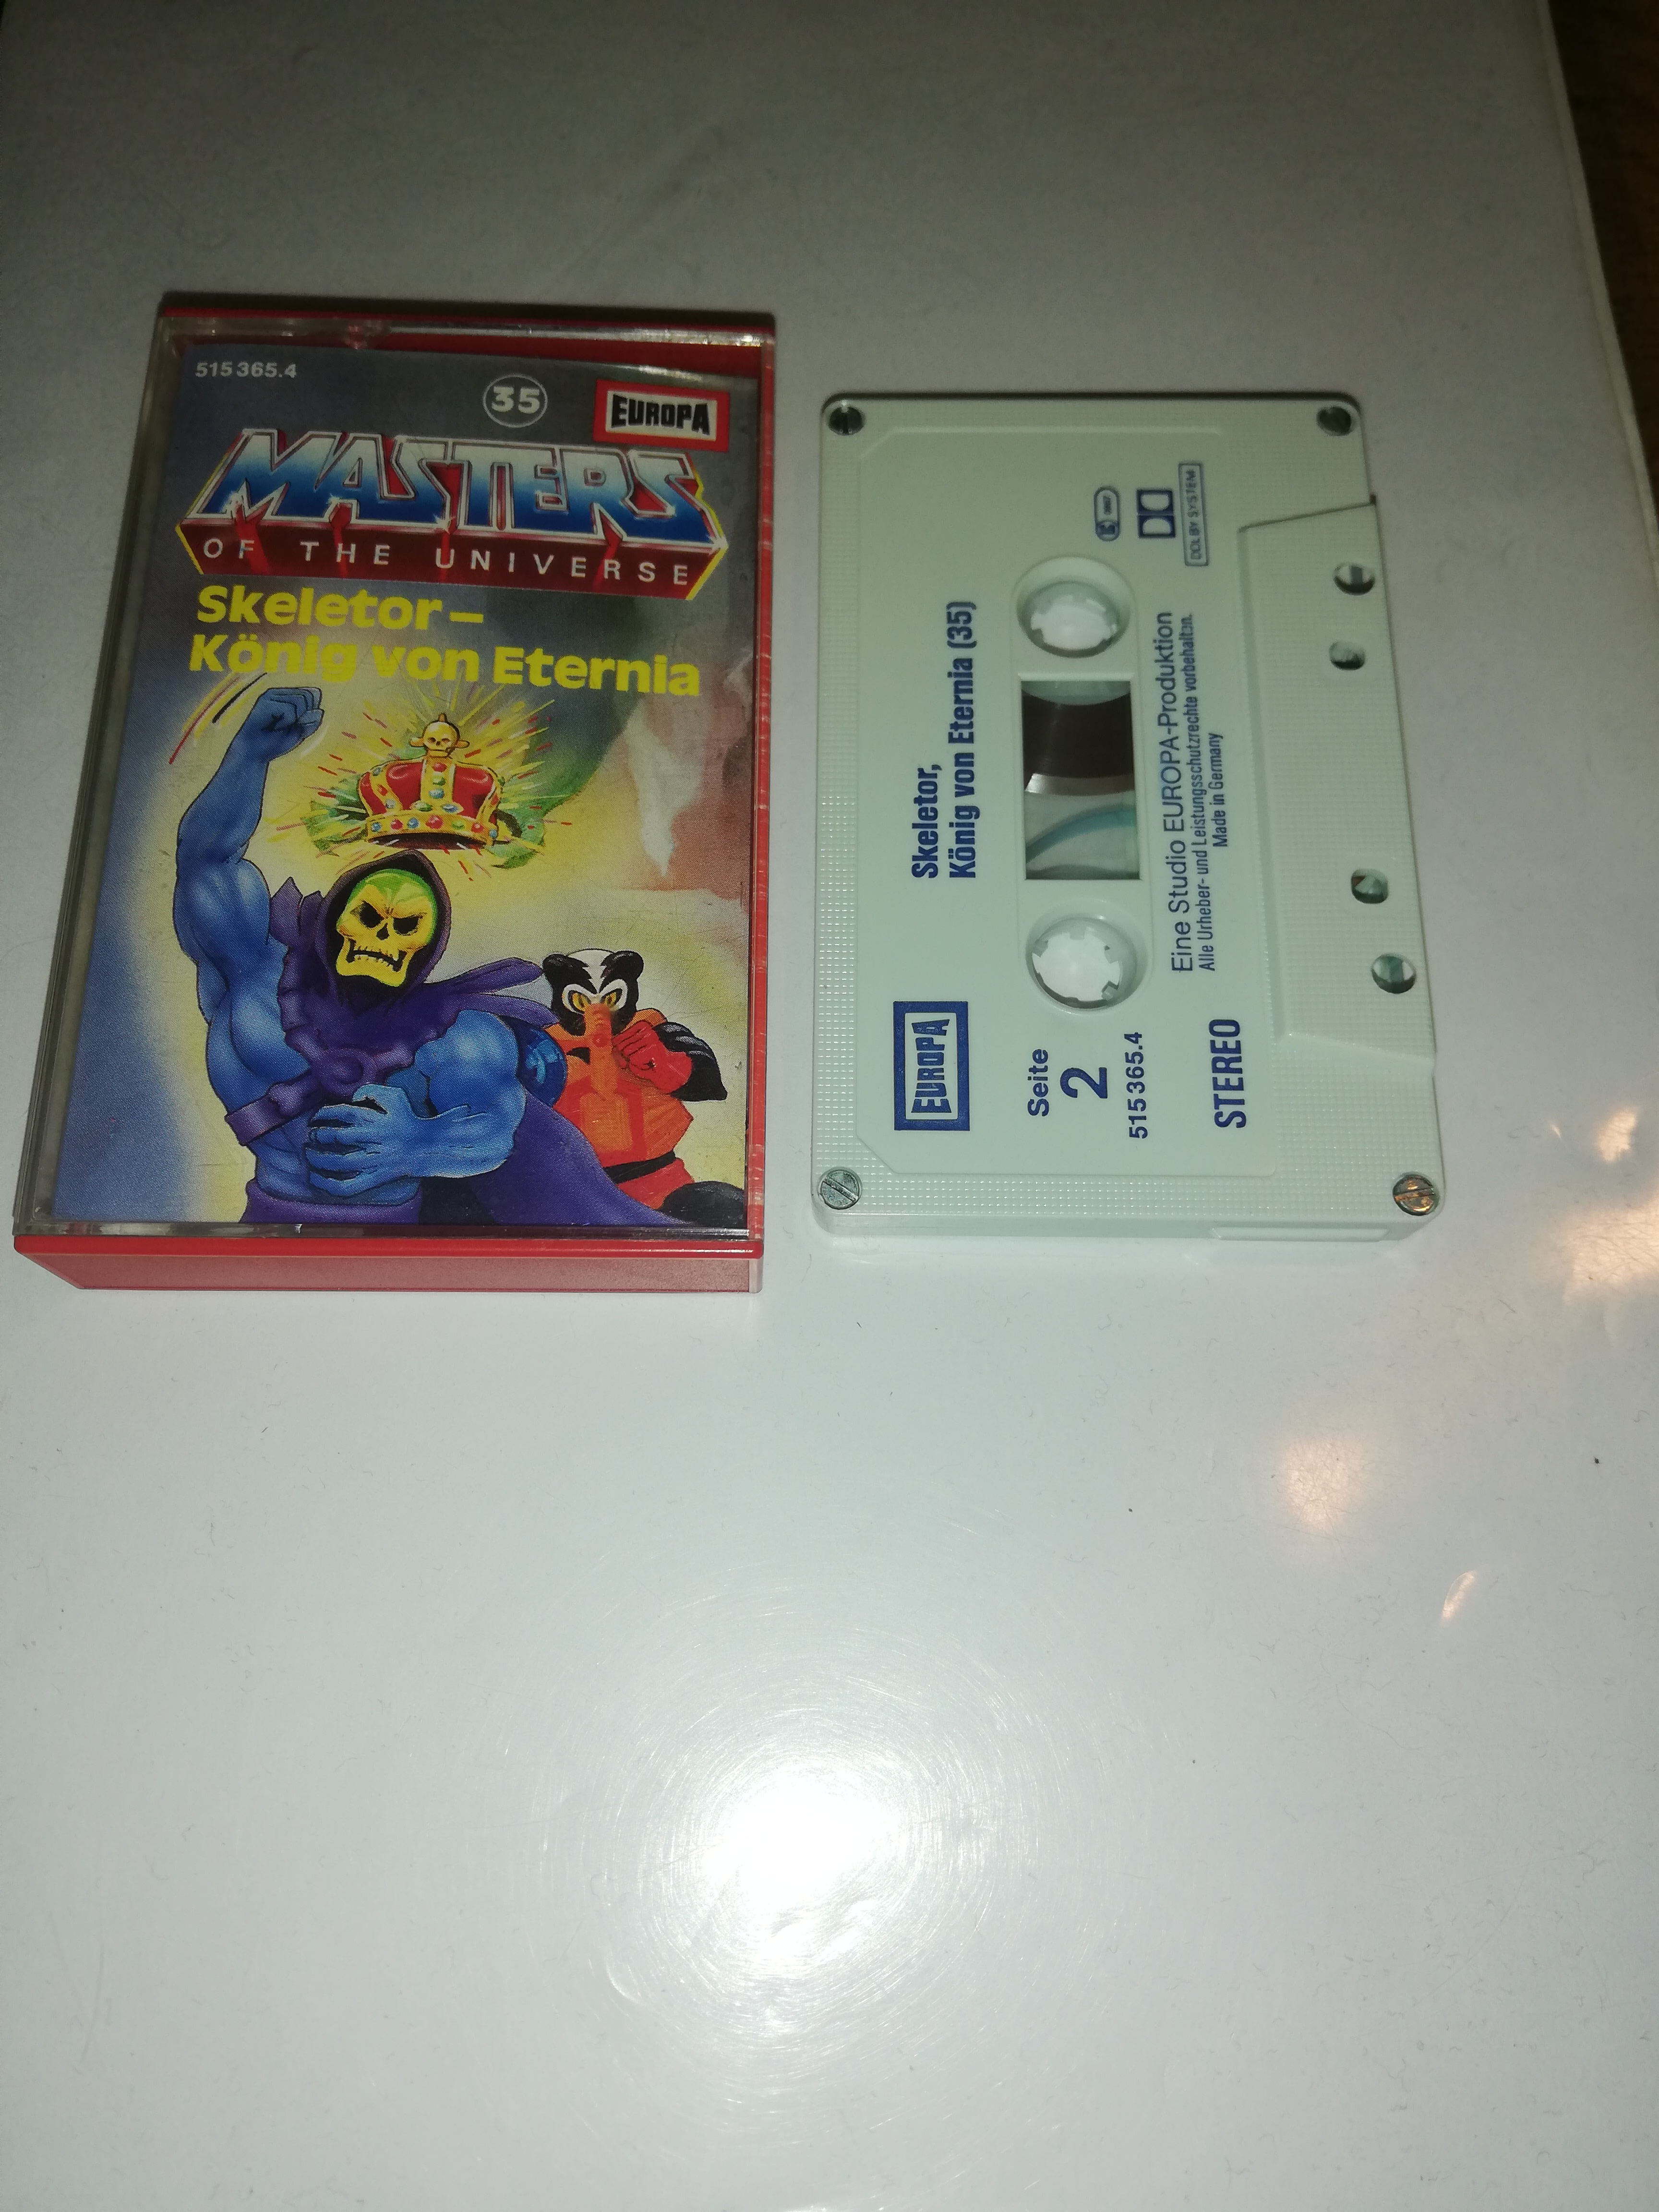 515 365.4
35
EUROPA
MASTERS
OF THE UNIVERSE
Skeletor –
König von Eternia
Skeletor,
König von Eternia (35)
EUROPA
Seite
2
515 365.4
STEREO
DOLBY SYSTEM
Eine Studio EUROPA-Produktion
Alle Urheber- und Leistungsschutzrechte vorbehalten.
Made in Germany